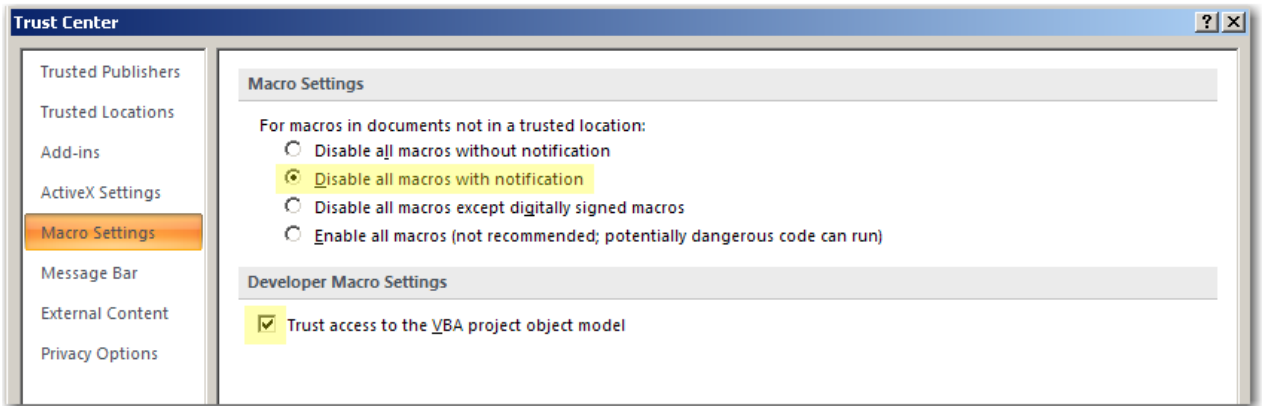 Trust Center
Trusted Publishers
Trusted Locations
Add-ins
ActiveX Settings
Macro Settings
Message Bar
External Content
Privacy Options
Macro Settings
For macros in documents not in a trusted location:
Disable all macros without notification
Disable all macros with notification
Disable all macros except digitally signed macros
Enable all macros (not recommended; potentially dangerous code can run)
Developer Macro Settings
Trust access to the VBA project object model